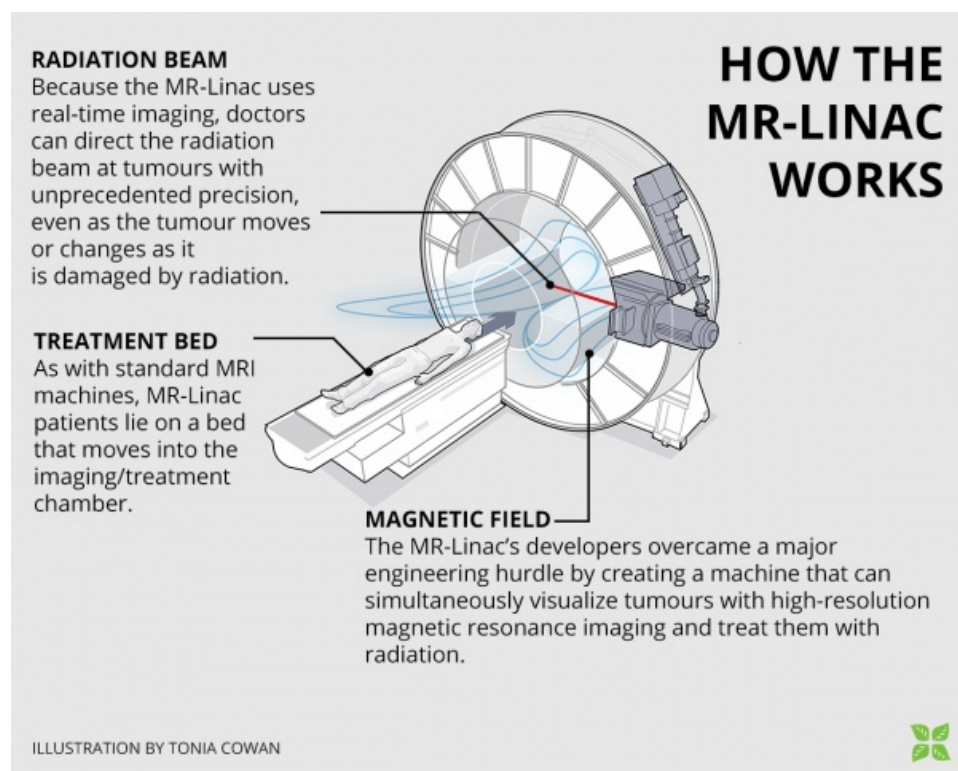 HOW THE
MR-LINAC
WORKS
RADIATION BEAM
Because the MR-Linac uses
real-time imaging, doctors
can direct the radiation
beam at tumours with
unprecedented precision,
even as the tumour moves
or changes as it
is damaged by radiation.
TREATMENT BED
As with standard MRI
machines, MR-Linac
patients lie on a bed
that moves into the
imaging/treatment
chamber.
MAGNETIC FIELD
The MR-Linac’s developers overcame a major
engineering hurdle by creating a machine that can
simultaneously visualize tumours with high-resolution
magnetic resonance imaging and treat them with
radiation.
ILLUSTRATION BY TONIA COWAN